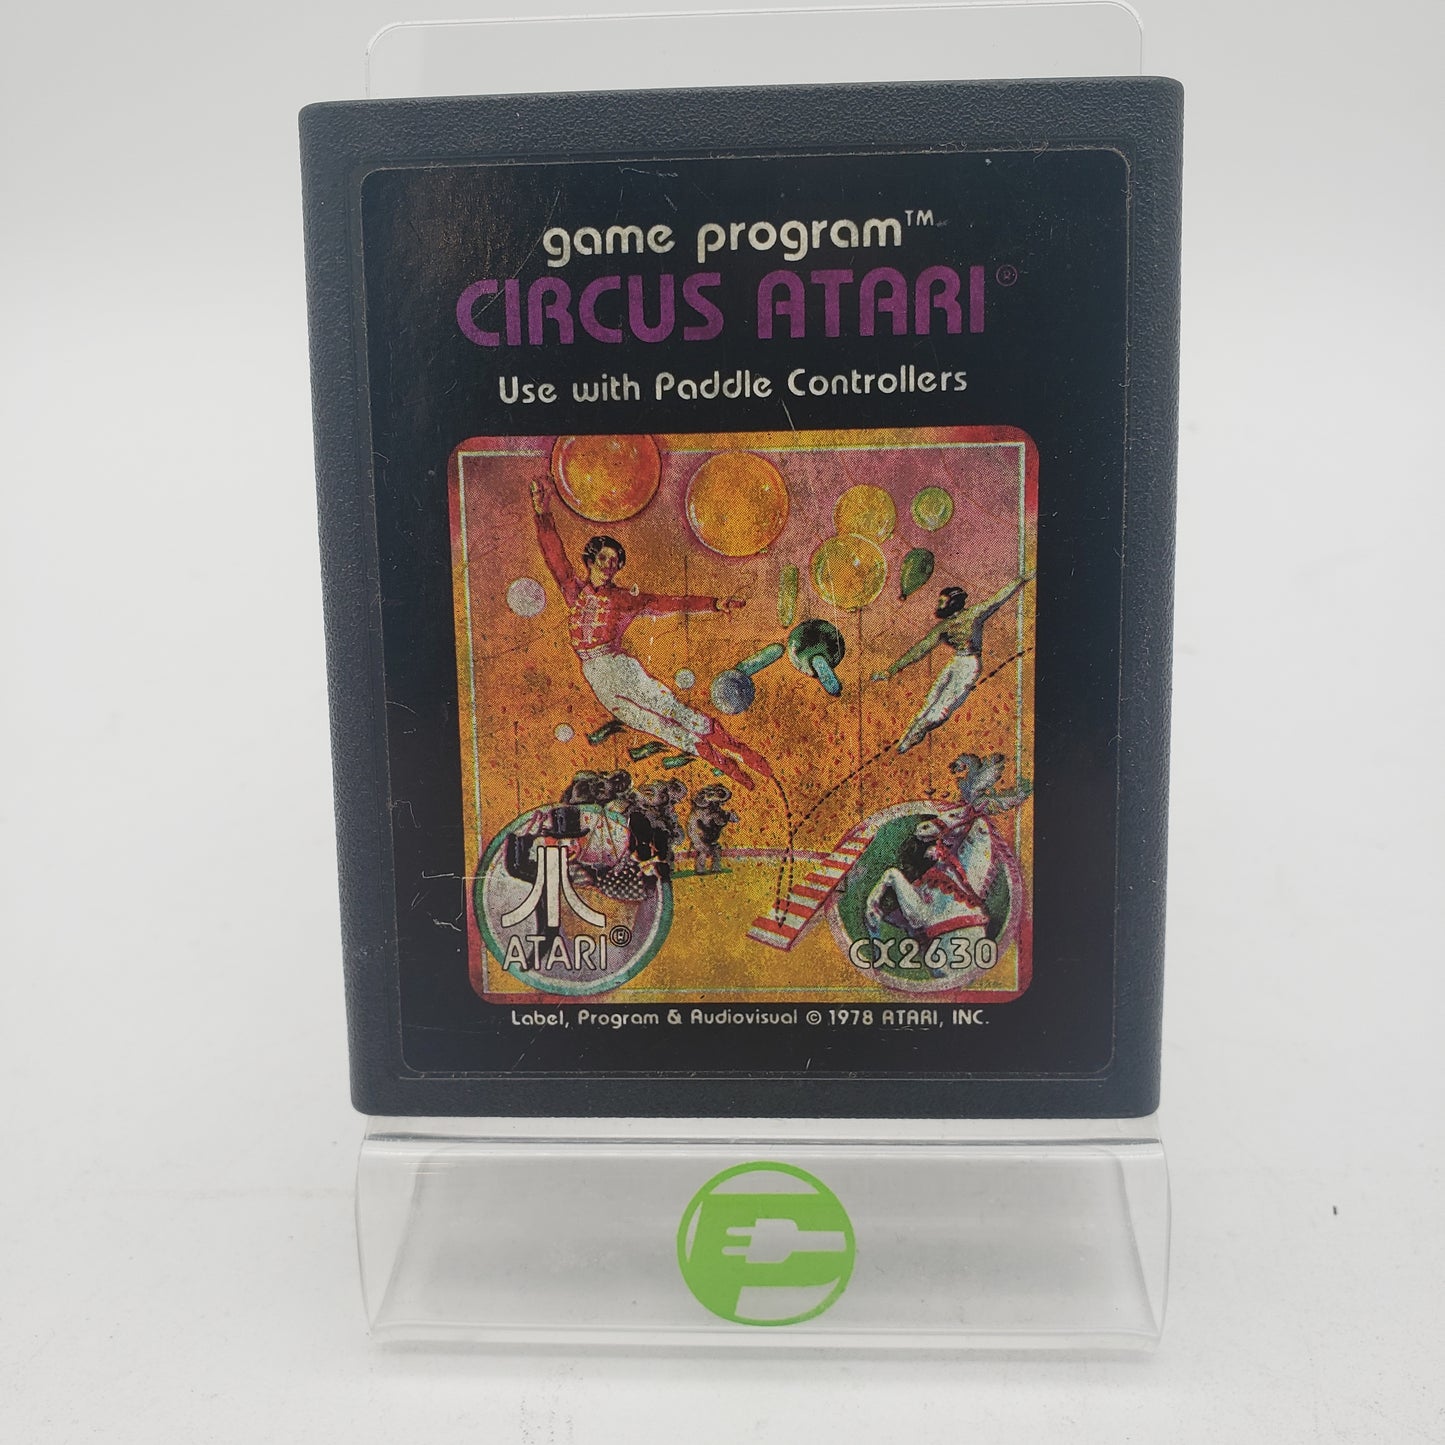 game program™
CIRCUS ATARI®
Use with Paddle Controllers
ATARI®
CX2630
Label, Program & Audiovisual © 1978 ATARI, INC.